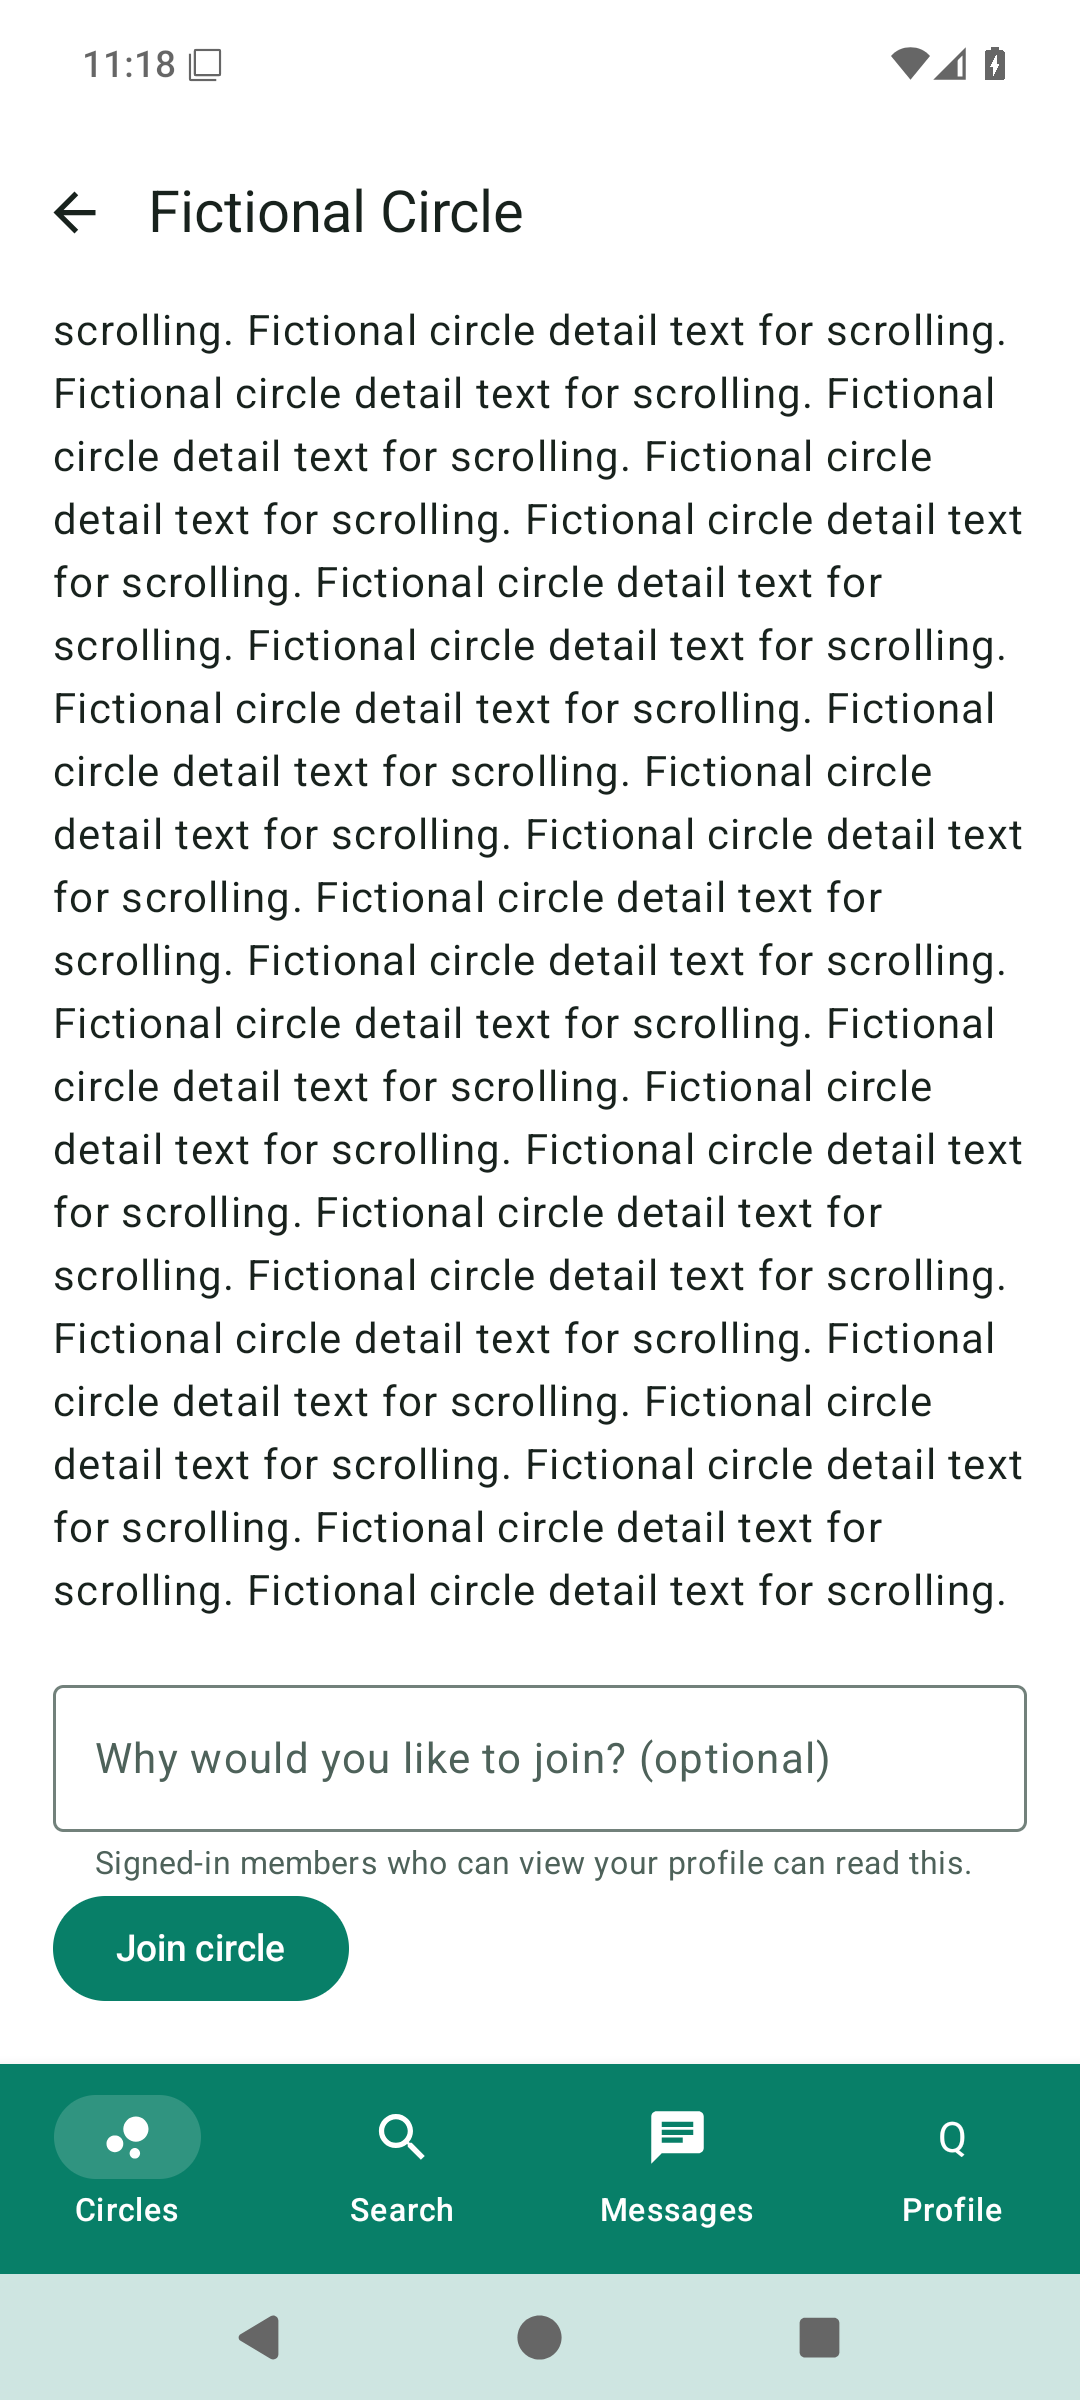 11:18
Fictional Circle
scrolling. Fictional circle detail text for scrolling.
Fictional circle detail text for scrolling. Fictional
circle detail text for scrolling. Fictional circle
detail text for scrolling. Fictional circle detail text
for scrolling. Fictional circle detail text for
scrolling. Fictional circle detail text for scrolling.
Fictional circle detail text for scrolling. Fictional
circle detail text for scrolling. Fictional circle
detail text for scrolling. Fictional circle detail text
for scrolling. Fictional circle detail text for
scrolling. Fictional circle detail text for scrolling.
Fictional circle detail text for scrolling. Fictional
circle detail text for scrolling. Fictional circle
detail text for scrolling. Fictional circle detail text
for scrolling. Fictional circle detail text for
scrolling. Fictional circle detail text for scrolling.
Fictional circle detail text for scrolling. Fictional
circle detail text for scrolling. Fictional circle
detail text for scrolling. Fictional circle detail text
for scrolling. Fictional circle detail text for
scrolling. Fictional circle detail text for scrolling.
Why would you like to join? (optional)
Signed-in members who can view your profile can read this.
Join circle
Q
Circles Search Messages Profile